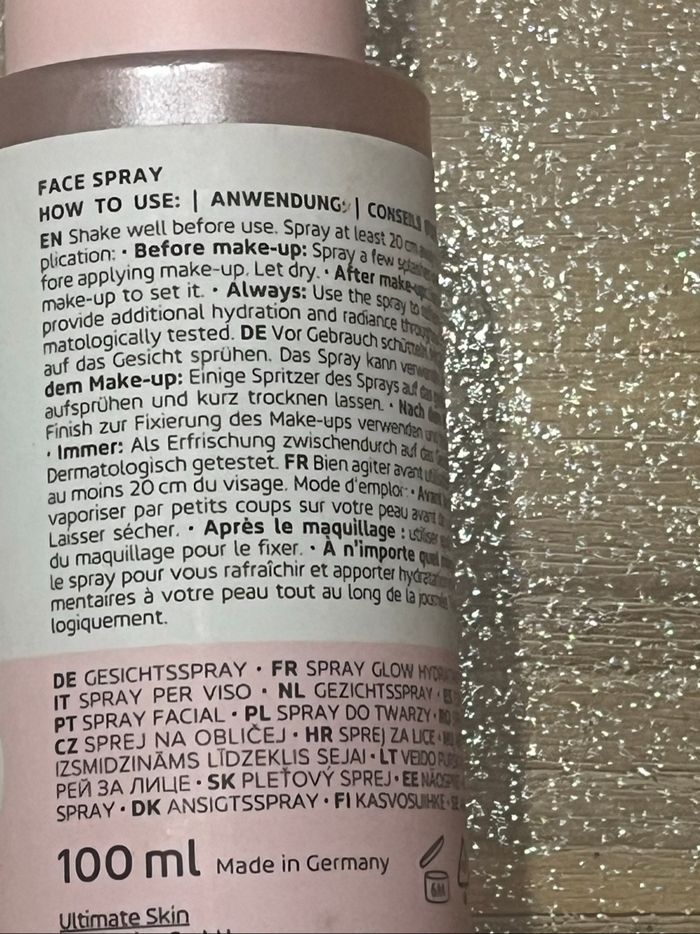 FACE SPRAY
HOW TO USE: | ANWENDUNG: | CONSEILS
EN Shake well before use. Spray at least 20 cm
plication: • Before make-up: Spray a few
fore applying make-up. Let dry. • After make-up:
make-up to set it. • Always: Use the spray to
provide additional hydration and radiance
matologically tested. DE Vor Gebrauch schütteln,
auf das Gesicht sprühen. Das Spray kann
dem Make-up: Einige Spritzer des Sprays auf das
aufsprühen und kurz trocknen lassen. • Nach dem
Finish zur Fixierung des Make-ups verwenden und
• Immer: Als Erfrischung zwischendurch auf das
Dermatologisch getestet. FR Bien agiter avant
au moins 20 cm du visage. Mode d'emploi: • Avant
vaporiser par petits coups sur votre peau avant de
Laisser sécher. • Après le maquillage : utiliser
du maquillage pour le fixer. • À n'importe quel
le spray pour vous rafraîchir et apporter
mentaires à votre peau tout au long de la journée.
logiquement.
DE GESICHTSSPRAY • FR SPRAY GLOW
IT SPRAY PER VISO • NL GEZICHTSSPRAY •
PT SPRAY FACIAL • PL SPRAY DO TWARZY •
CZ SPREJ NA OBLIČEJ • HR SPREJ ZA LICE •
IZSMIDZINĀMS LĪDZEKLIS SEJAI • LT VEIDO
РЕЙ ЗА ЛИЦЕ • SK PLEŤOVÝ SPREJ • EE
SPRAY • DK ANSIGTSSPRAY • FI KASVOSUIHKE •
100 ml Made in Germany
6M
Ultimate Skin